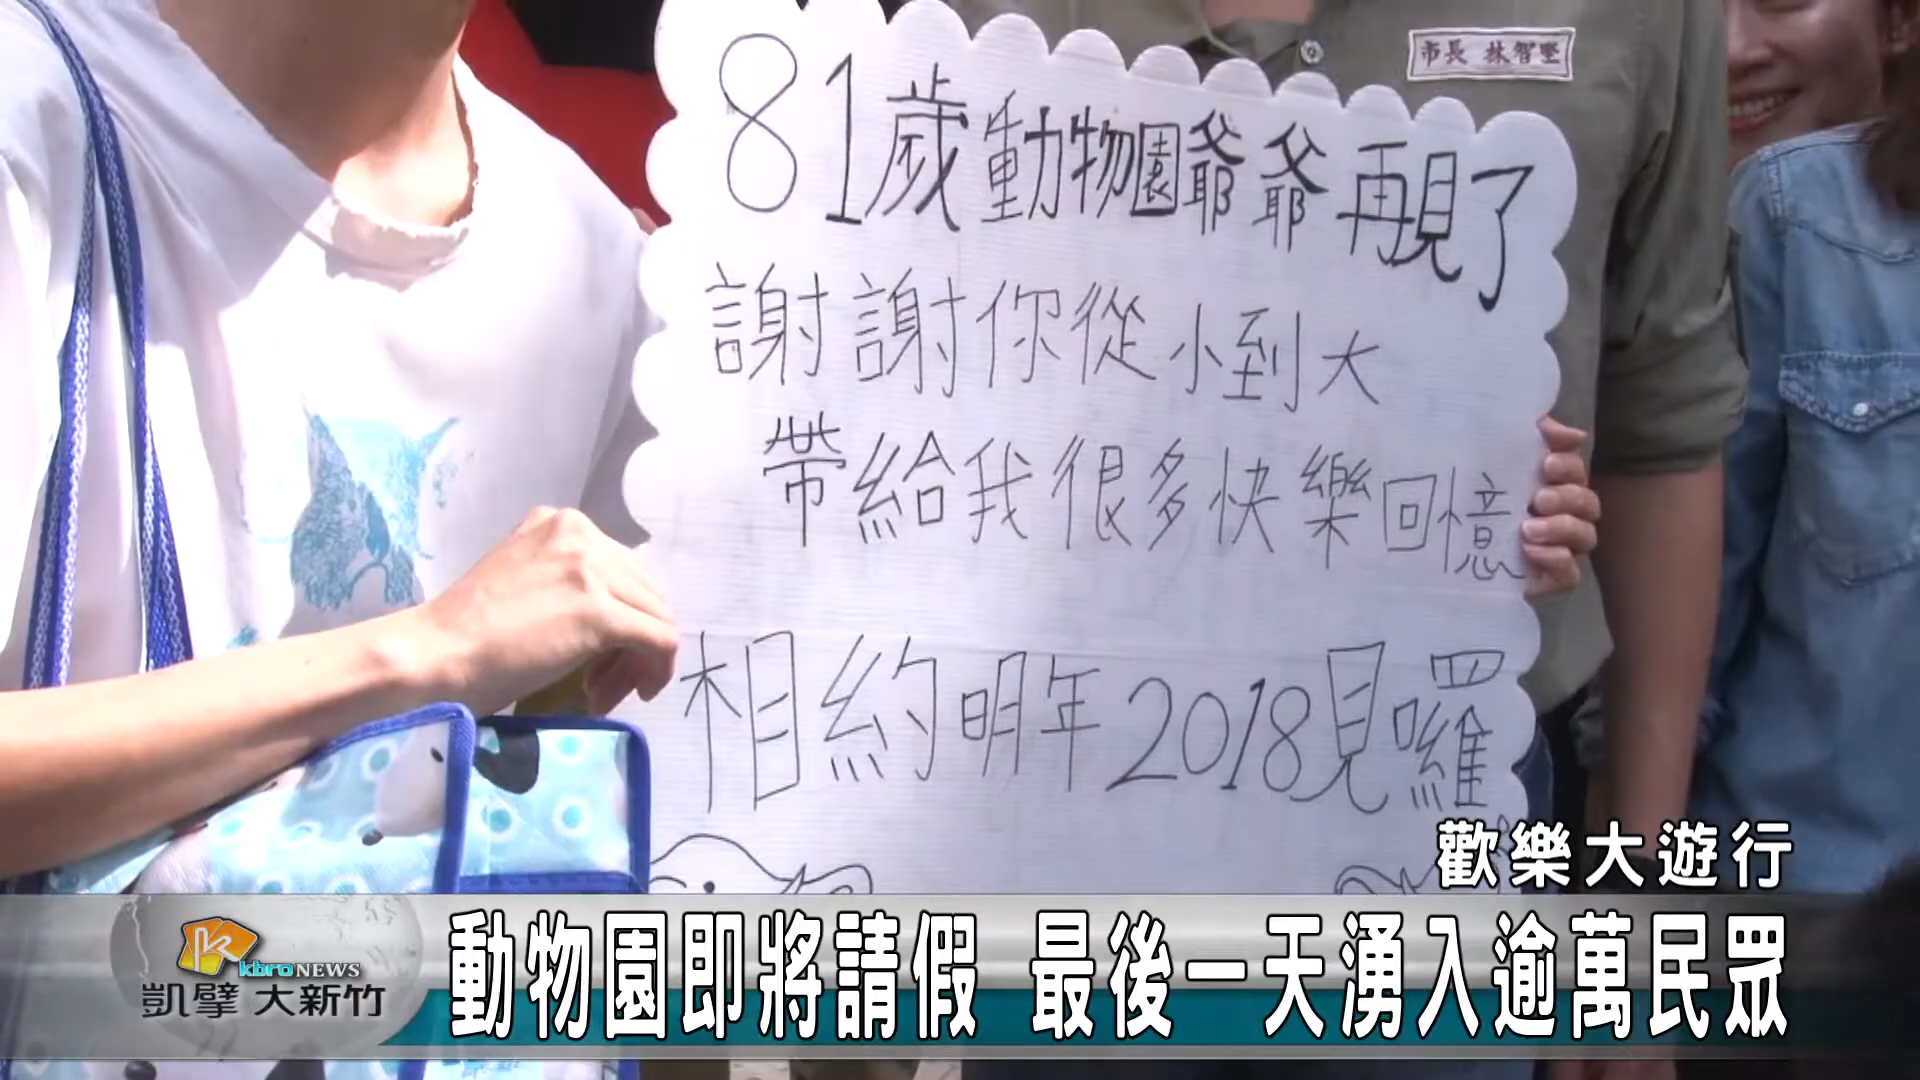 市長 林智堅
81歲動物園爺爺再見了
謝謝你從小到大
帶給我很多快樂回憶
相約明年2018見囉
歡樂大遊行
動物園即將請假 最後一天湧入逾萬民眾
kbro NEWS
凱擘 大新竹